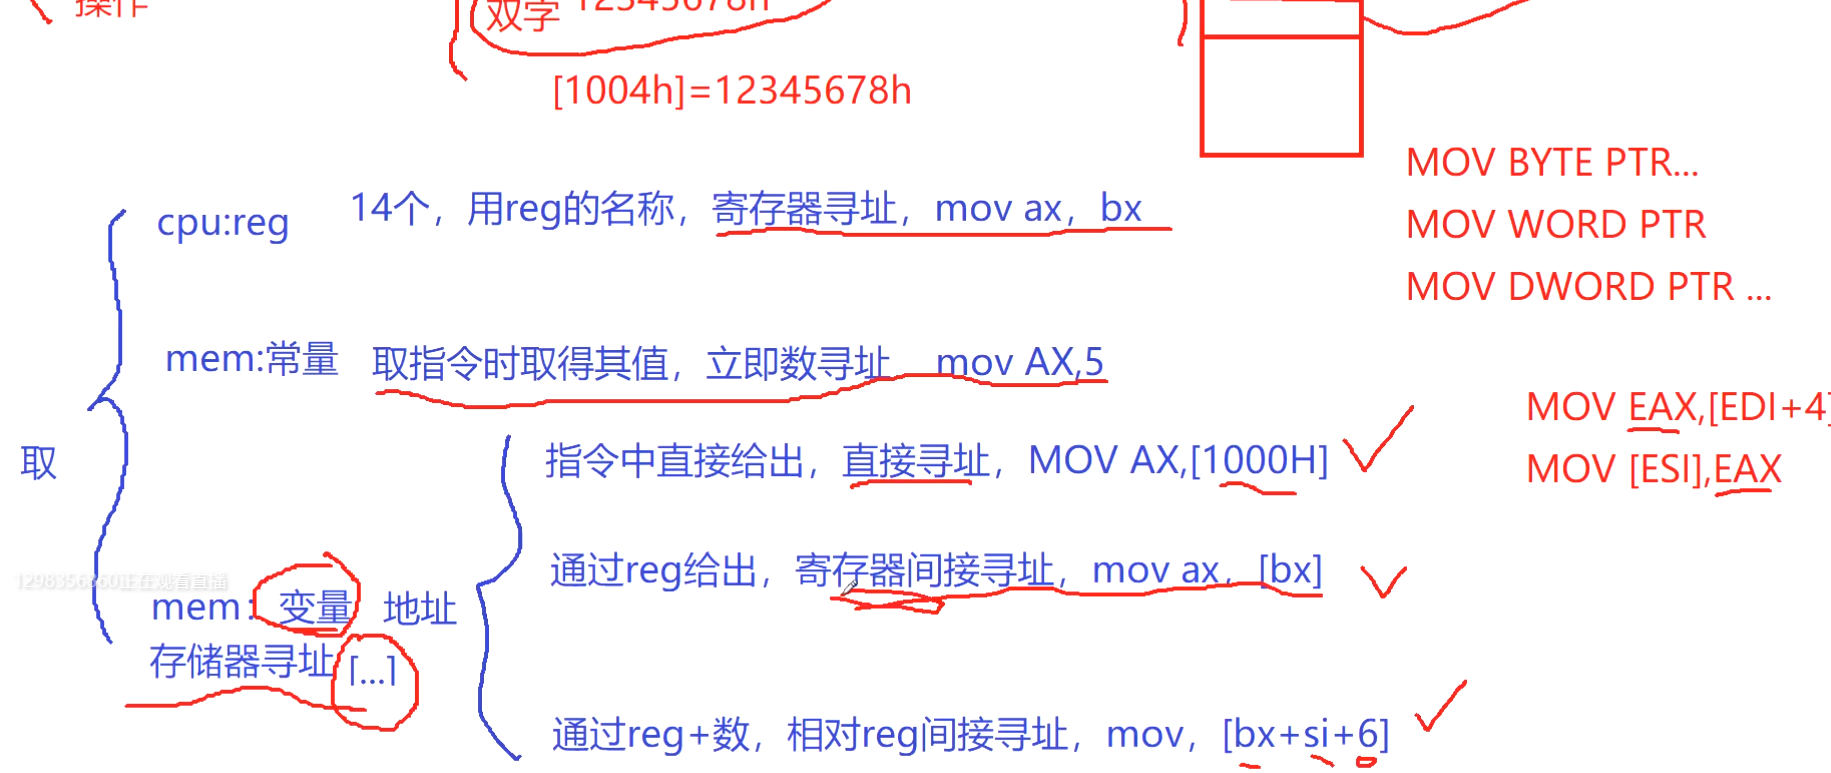 操作
双字 12345678h
[1004h]=12345678h
MOV BYTE PTR...
cpu:reg 14个，用reg的名称，寄存器寻址，mov ax，bx
MOV WORD PTR
MOV DWORD PTR ...
mem:常量 取指令时取得其值，立即数寻址 mov AX,5
MOV EAX,[EDI+4]
取
指令中直接给出，直接寻址，MOV AX,[1000H]
MOV [ESI],EAX
通过reg给出，寄存器间接寻址，mov ax，[bx]
正在观看直播
mem：变量 地址
存储器寻址[...]
通过reg+数，相对reg间接寻址，mov，[bx+si+6]